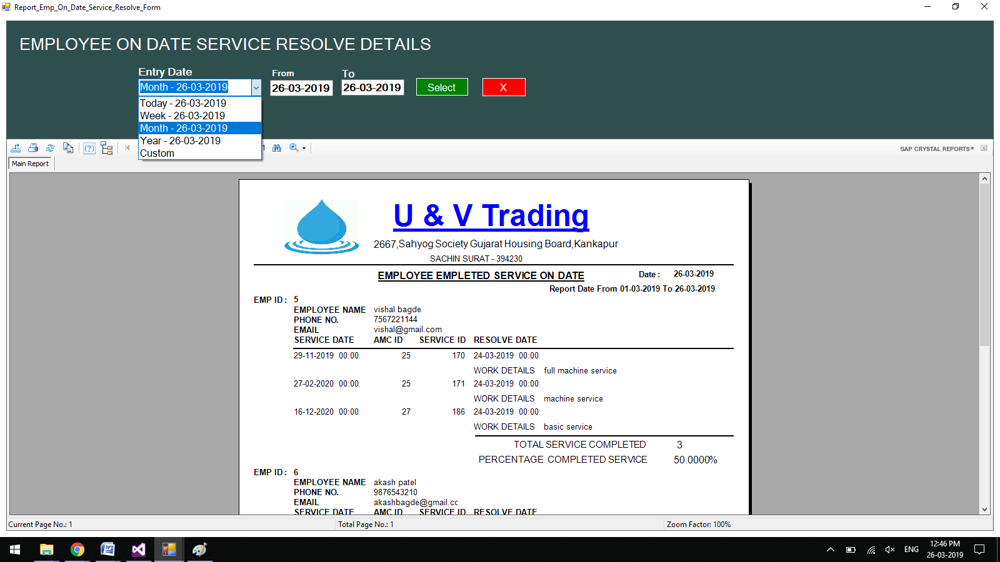 Report_Emp_On_Date_Service_Resolve_Form
EMPLOYEE ON DATE SERVICE RESOLVE DETAILS
Entry Date From To
Month - 26-03-2019 26-03-2019 26-03-2019 Select X
Today - 26-03-2019
Week - 26-03-2019
Month - 26-03-2019
Year - 26-03-2019
Custom
1
SAP CRYSTAL REPORTS®
Main Report
U & V Trading
2667,Sahyog Society Gujarat Housing Board,Kankapur
SACHIN SURAT - 394230
EMPLOYEE EMPLETED SERVICE ON DATE Date : 26-03-2019
Report Date From 01-03-2019 To 26-03-2019
EMP ID : 5
EMPLOYEE NAME vishal bagde
PHONE NO. 7567221144
EMAIL vishal@gmail.com
SERVICE DATE AMC ID SERVICE ID RESOLVE DATE
29-11-2019 00:00: 25 170 24-03-2019 00:00:
WORK DETAILS full machine service
27-02-2020 00:00: 25 171 24-03-2019 00:00:
WORK DETAILS machine service
16-12-2020 00:00: 27 186 24-03-2019 00:00:
WORK DETAILS basic service
TOTAL SERVICE COMPLETED 3
PERCENTAGE COMPLETED SERVICE 50.0000%
EMP ID : 6
EMPLOYEE NAME akash patel
PHONE NO. 9876543210
EMAIL akashbagde@gmail.cc
SERVICE DATE AMC ID SERVICE ID RESOLVE DATE
Current Page No.: 1 Total Page No.: 1 Zoom Factor: 100%
ENG 12:46 PM
26-03-2019